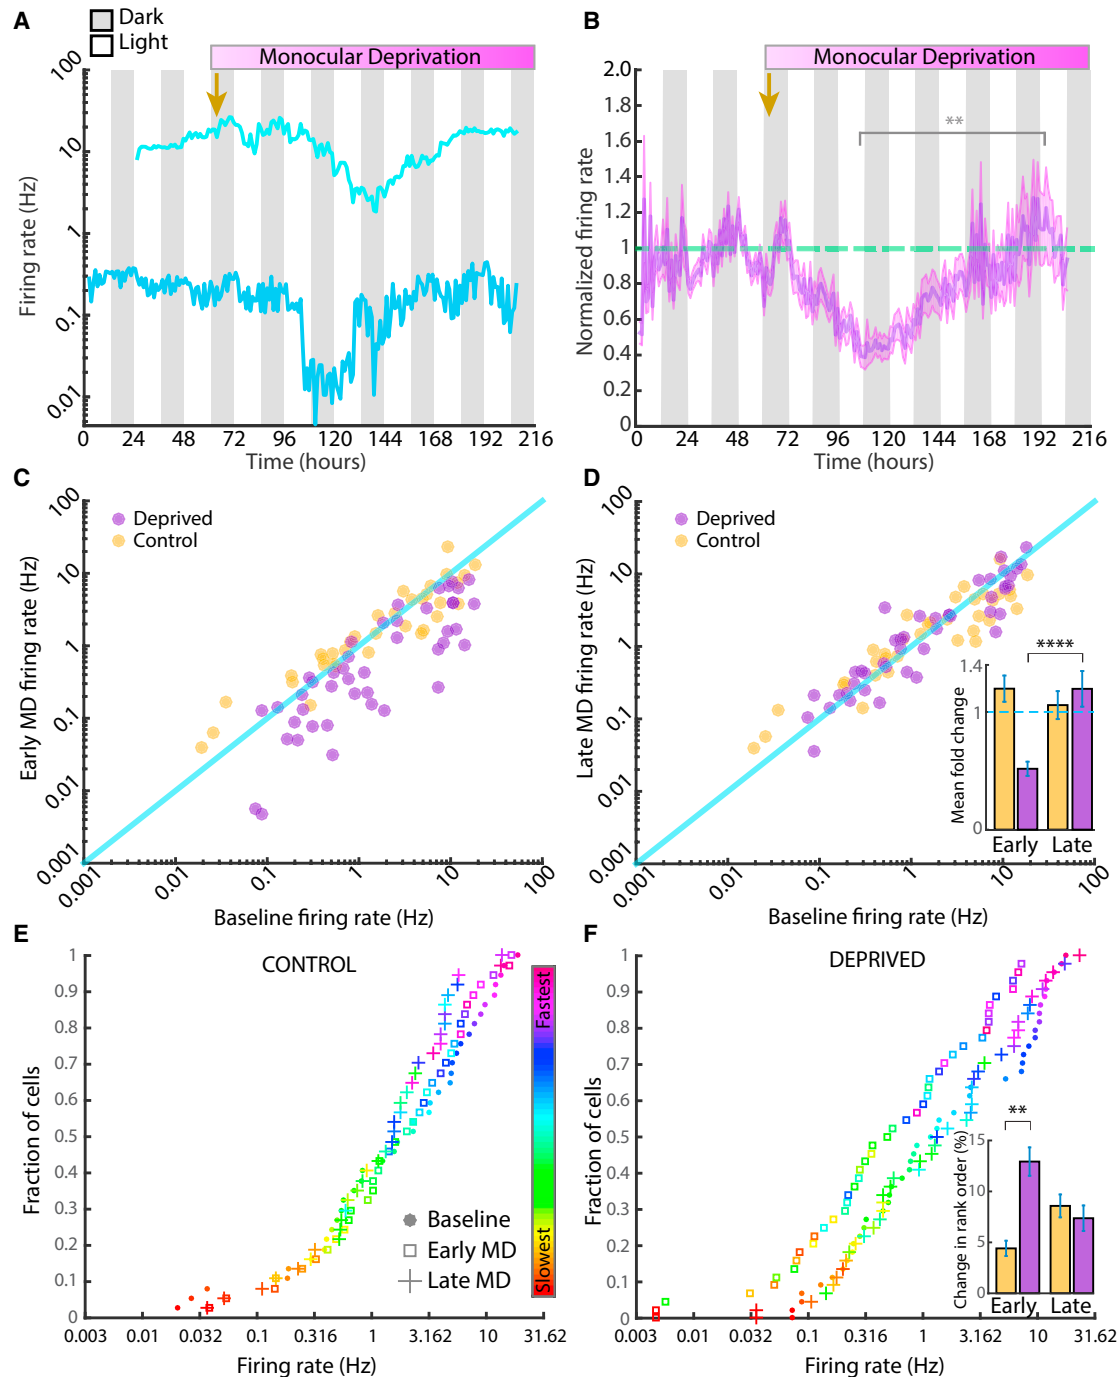 A
Dark
Light
Monocular Deprivation
Firing rate (Hz)
100
10
1
0.1
0.01
0 24 48 72 96 120 144 168 192 216
Time (hours)
B
Monocular Deprivation
**
Normalized firing rate
2.0
1.8
1.6
1.4
1.2
1
0.8
0.6
0.4
0.2
0
0 24 48 72 96 120 144 168 192 216
Time (hours)
C
Deprived
Control
Early MD firing rate (Hz)
100
10
1
0.1
0.01
0.001
0.001 0.01 0.1 1 10 100
Baseline firing rate (Hz)
D
Deprived
Control
Late MD firing rate (Hz)
100
10
1
0.1
0.01
0.001
0.001 0.01 0.1 1 10 100
Baseline firing rate (Hz)
****
Mean fold change
1.4
1
0
Early Late
E
CONTROL
Fraction of cells
1
0.9
0.8
0.7
0.6
0.5
0.4
0.3
0.2
0.1
0
Fastest
Slowest
Baseline
Early MD
Late MD
0.003 0.01 0.032 0.1 0.316 1 3.162 10 31.62
Firing rate (Hz)
F
DEPRIVED
Fraction of cells
1
0.9
0.8
0.7
0.6
0.5
0.4
0.3
0.2
0.1
0
**
Change in rank order (%)
15
10
5
0
Early Late
0.003 0.01 0.032 0.1 0.316 1 3.162 10 31.62
Firing rate (Hz)